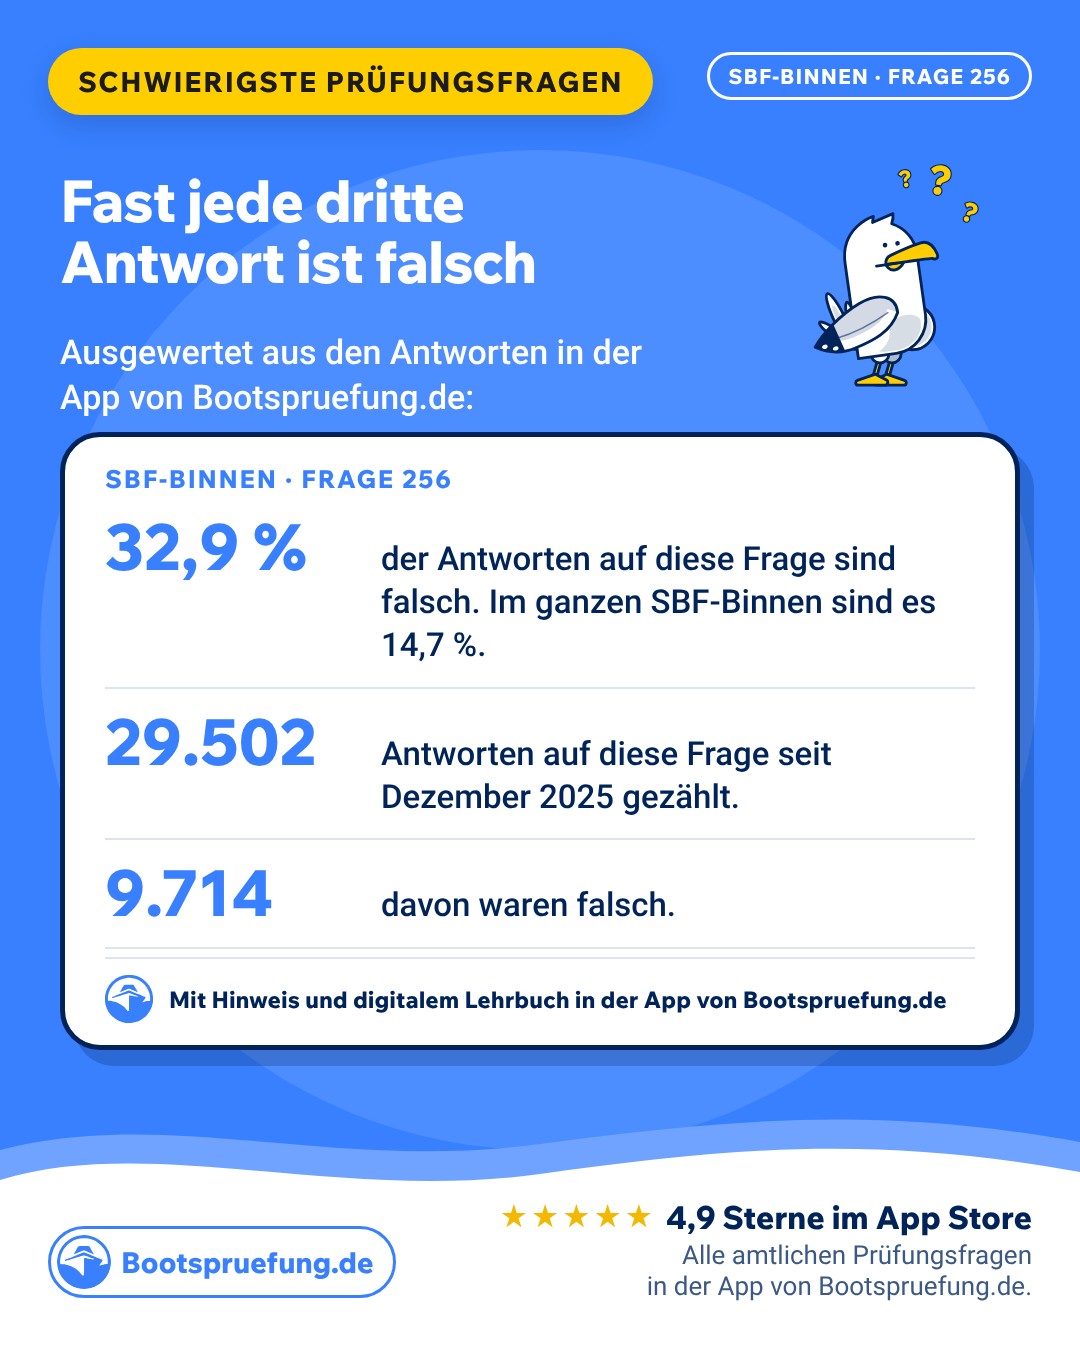 SCHWIERIGSTE PRÜFUNGSFRAGEN
SBF-BINNEN · FRAGE 256
Fast jede dritte
Antwort ist falsch
? ? ?
Ausgewertet aus den Antworten in der
App von Bootspruefung.de:
SBF-BINNEN · FRAGE 256
32,9 %
der Antworten auf diese Frage sind
falsch. Im ganzen SBF-Binnen sind es
14,7 %.
29.502
Antworten auf diese Frage seit
Dezember 2025 gezählt.
9.714
davon waren falsch.
Mit Hinweis und digitalem Lehrbuch in der App von Bootspruefung.de
★★★★★ 4,9 Sterne im App Store
Alle amtlichen Prüfungsfragen
in der App von Bootspruefung.de.
Bootspruefung.de